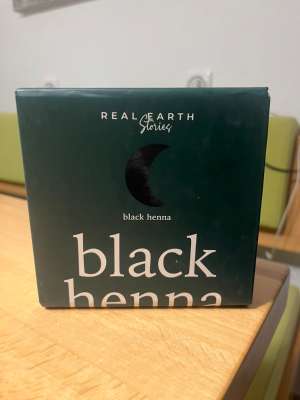 REAL EARTH
Stories
black henna
black
henna